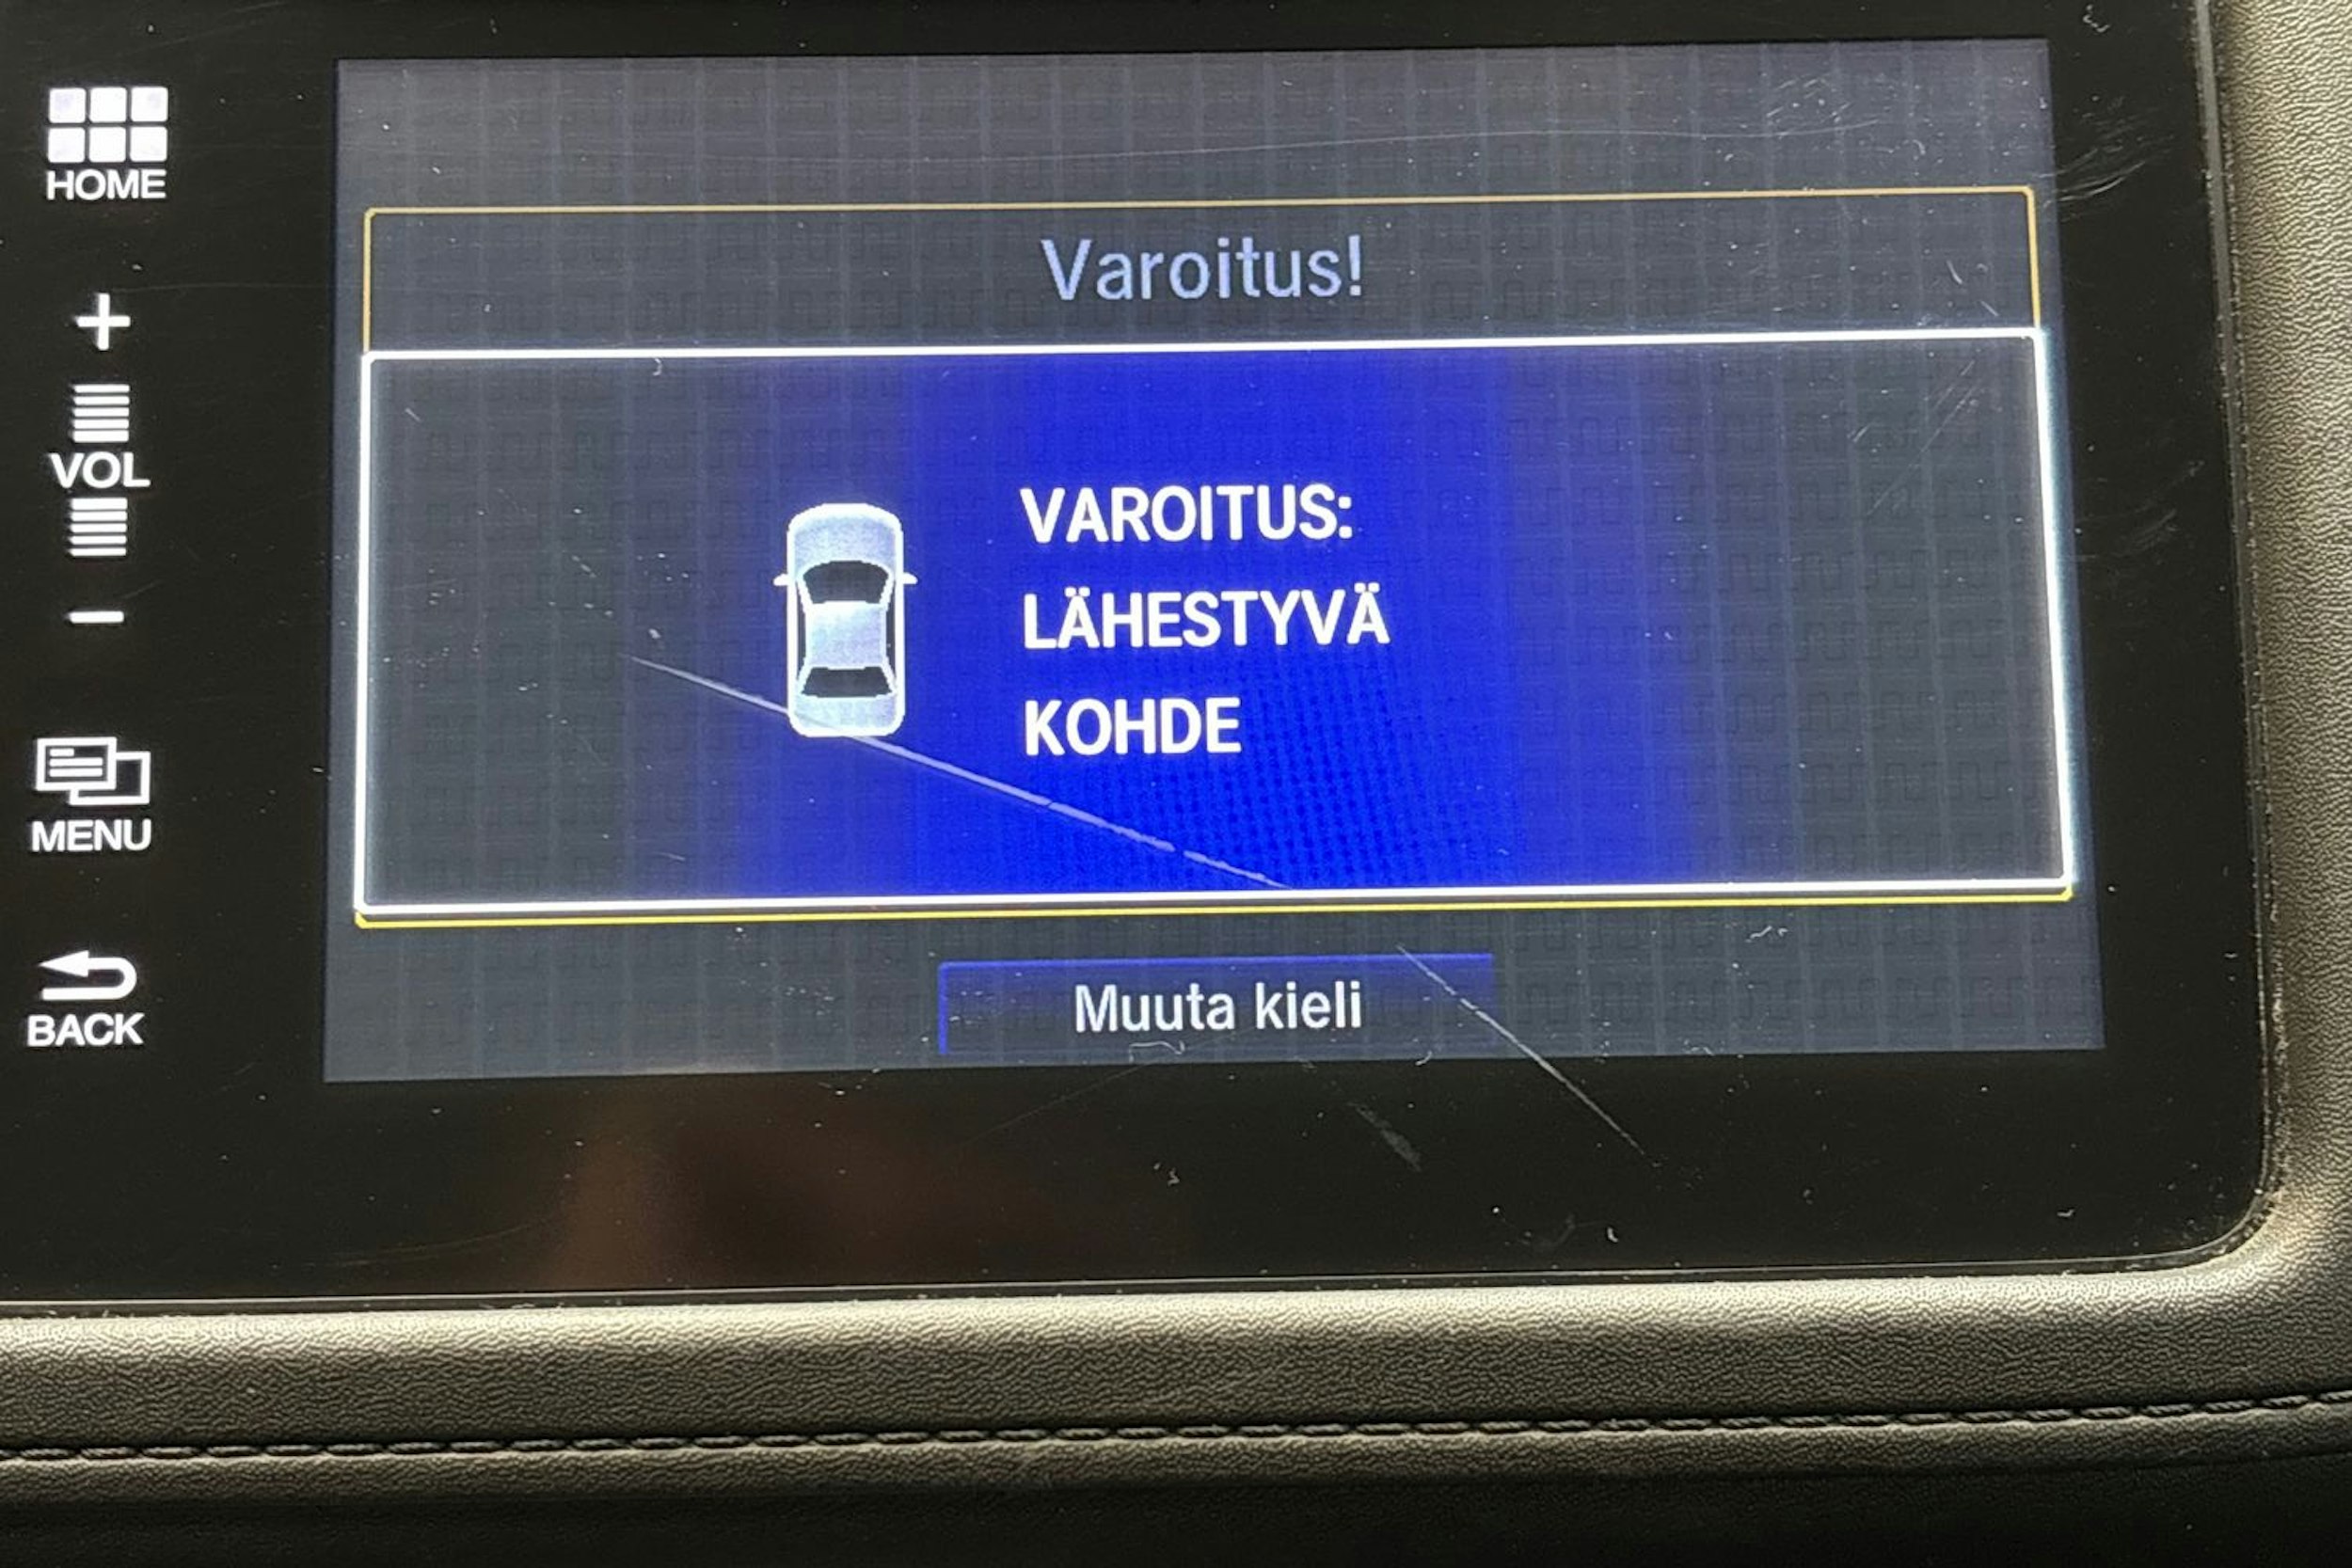 HOME
+
VOL
−
MENU
BACK
Varoitus!
VAROITUS:
LÄHESTYVÄ
KOHDE
Muuta kieli